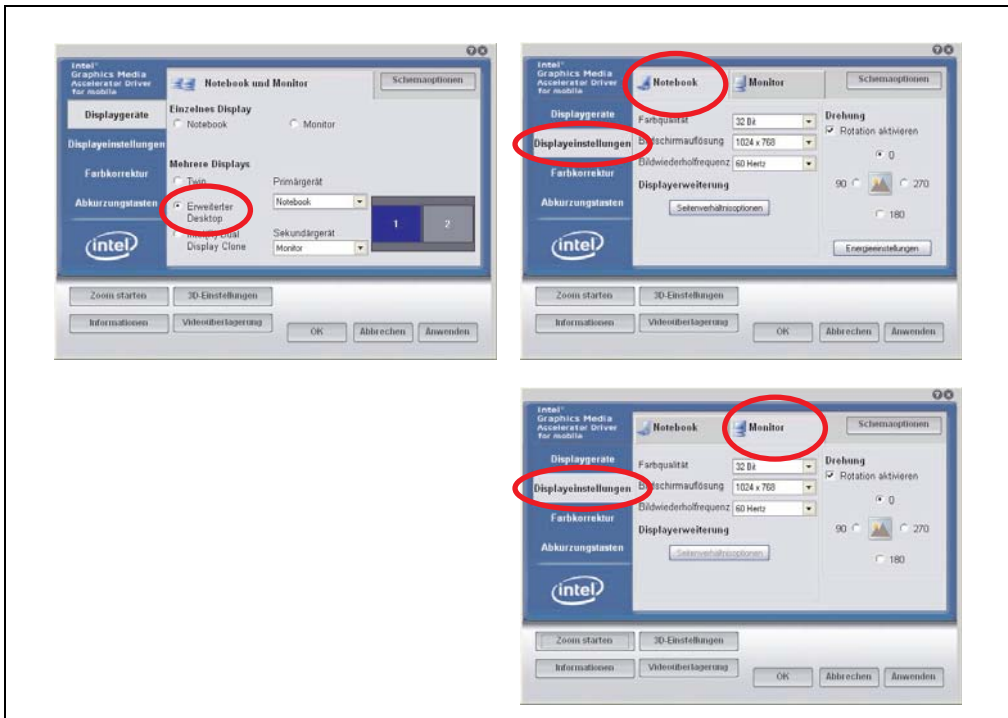 Intel®
Graphics Media
Accelerator Driver
for mobile
Notebook und Monitor
Schemaoptionen
Displaygeräte
Displayeinstellungen
Farbkorrektur
Abkürzungstasten
intel
Einzelnes Display
Notebook
Monitor
Mehrere Displays
Twin
Erweiterter
Desktop
Display Clone
Primärgerät
Notebook
Sekundärgerät
Monitor
1
2
Zoom starten
3D-Einstellungen
Informationen
Videoüberlagerung
OK
Abbrechen
Anwenden
Intel®
Graphics Media
Accelerator Driver
for mobile
Notebook
Monitor
Schemaoptionen
Displaygeräte
Displayeinstellungen
Farbkorrektur
Abkürzungstasten
intel
Farbqualität
32 Bit
Bildschirmauflösung
1024 x 768
Bildwiederholfrequenz
60 Hertz
Displayerweiterung
Seitenverhältnisoptionen
Drehung
Rotation aktivieren
0
90
270
180
Energieeinstellungen
Zoom starten
3D-Einstellungen
Informationen
Videoüberlagerung
OK
Abbrechen
Anwenden
Intel®
Graphics Media
Accelerator Driver
for mobile
Notebook
Monitor
Schemaoptionen
Displaygeräte
Displayeinstellungen
Farbkorrektur
Abkürzungstasten
intel
Farbqualität
32 Bit
Bildschirmauflösung
1024 x 768
Bildwiederholfrequenz
60 Hertz
Displayerweiterung
Seitenverhältnisoptionen
Drehung
Rotation aktivieren
0
90
270
180
Zoom starten
3D-Einstellungen
Informationen
Videoüberlagerung
OK
Abbrechen
Anwenden